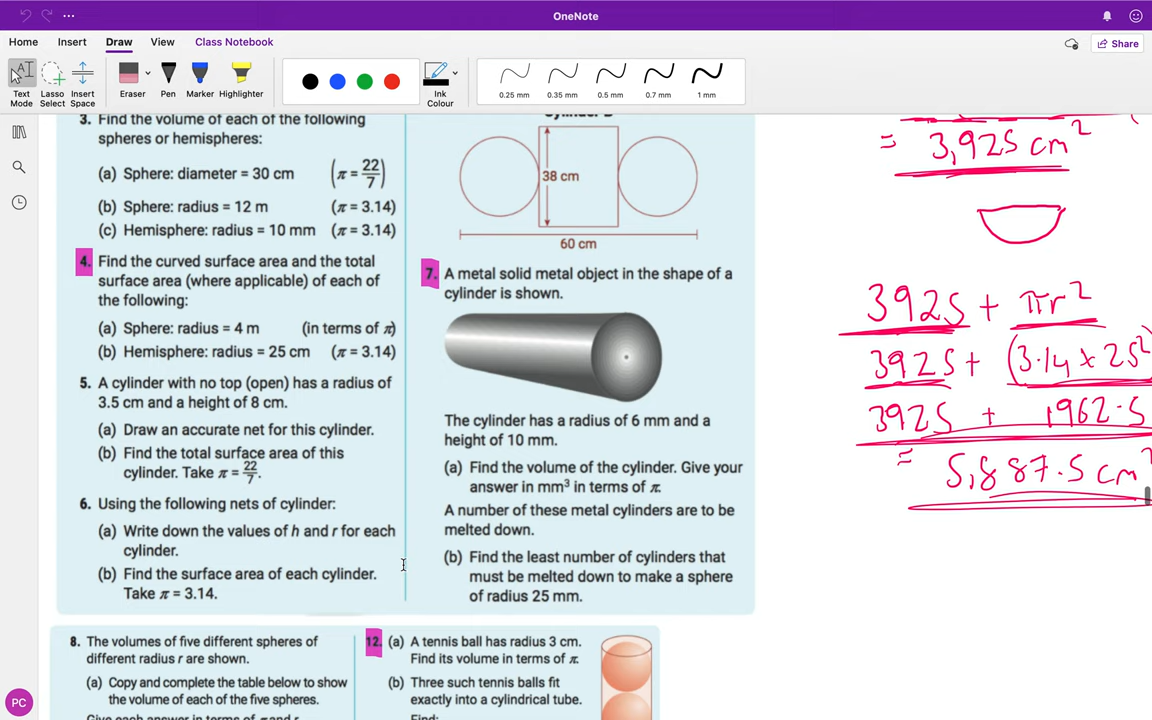 OneNote
Home Insert Draw View Class Notebook
Share
Text Mode
Lasso Select
Insert Space
Eraser
Pen
Marker
Highlighter
Ink Colour
0.25 mm
0.35 mm
0.5 mm
0.7 mm
1 mm
3. Find the volume of each of the following
spheres or hemispheres:
(a) Sphere: diameter = 30 cm (π = 22/7)
(b) Sphere: radius = 12 m (π = 3.14)
(c) Hemisphere: radius = 10 mm (π = 3.14)
4. Find the curved surface area and the total
surface area (where applicable) of each of
the following:
(a) Sphere: radius = 4 m (in terms of π)
(b) Hemisphere: radius = 25 cm (π = 3.14)
5. A cylinder with no top (open) has a radius of
3.5 cm and a height of 8 cm.
(a) Draw an accurate net for this cylinder.
(b) Find the total surface area of this
cylinder. Take π = 22/7.
6. Using the following nets of cylinder:
(a) Write down the values of h and r for each
cylinder.
(b) Find the surface area of each cylinder.
Take π = 3.14.
38 cm
60 cm
7. A metal solid metal object in the shape of a
cylinder is shown.
The cylinder has a radius of 6 mm and a
height of 10 mm.
(a) Find the volume of the cylinder. Give your
answer in mm³ in terms of π.
A number of these metal cylinders are to be
melted down.
(b) Find the least number of cylinders that
must be melted down to make a sphere
of radius 25 mm.
8. The volumes of five different spheres of
different radius r are shown.
(a) Copy and complete the table below to show
the volume of each of the five spheres.
12. (a) A tennis ball has radius 3 cm.
Find its volume in terms of π.
(b) Three such tennis balls fit
exactly into a cylindrical tube.
Find:
= 3,925 cm²
3925 + πr²
3925 + (3.14 x 25²
3925 + 1962.5
= 5,887.5 cm²
PC